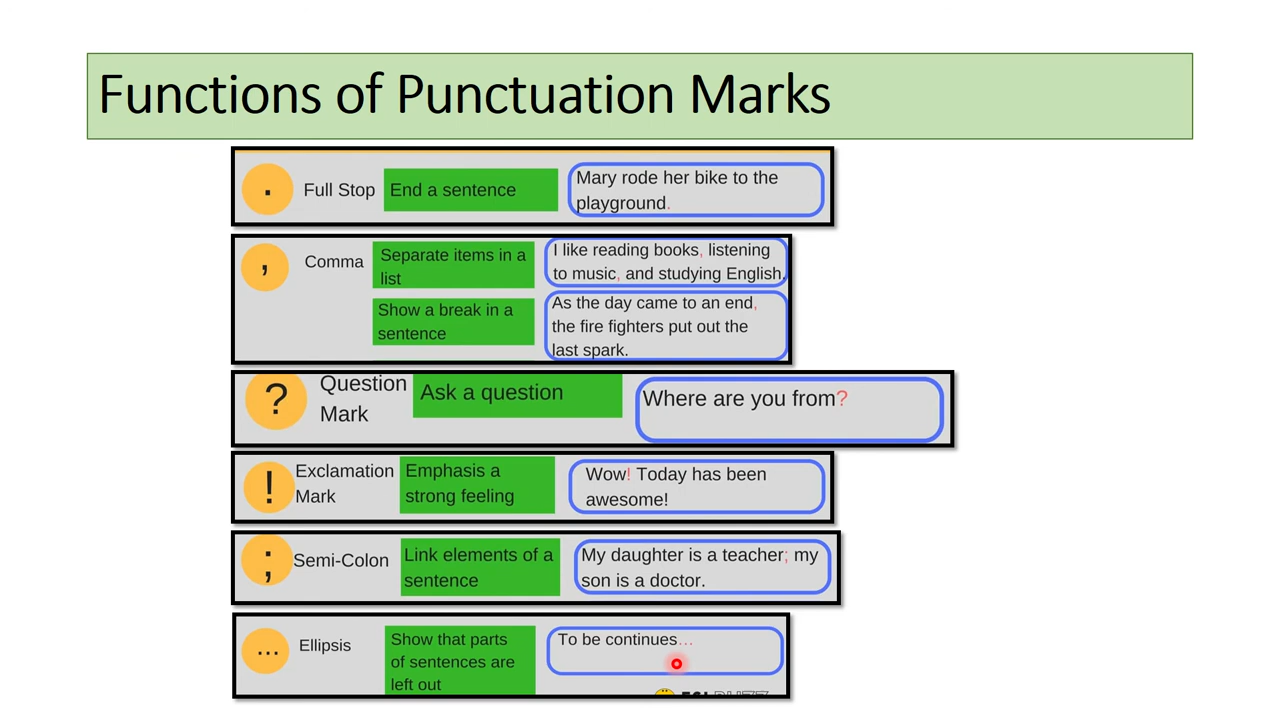 Functions of Punctuation Marks
. Full Stop End a sentence Mary rode her bike to the
playground.
, Comma Separate items in a
list
I like reading books, listening
to music, and studying English.
Show a break in a
sentence
As the day came to an end,
the fire fighters put out the
last spark.
? Question
Mark
Ask a question Where are you from?
! Exclamation
Mark
Emphasis a
strong feeling
Wow! Today has been
awesome!
; Semi-Colon Link elements of a
sentence
My daughter is a teacher; my
son is a doctor.
... Ellipsis Show that parts
of sentences are
left out
To be continues...